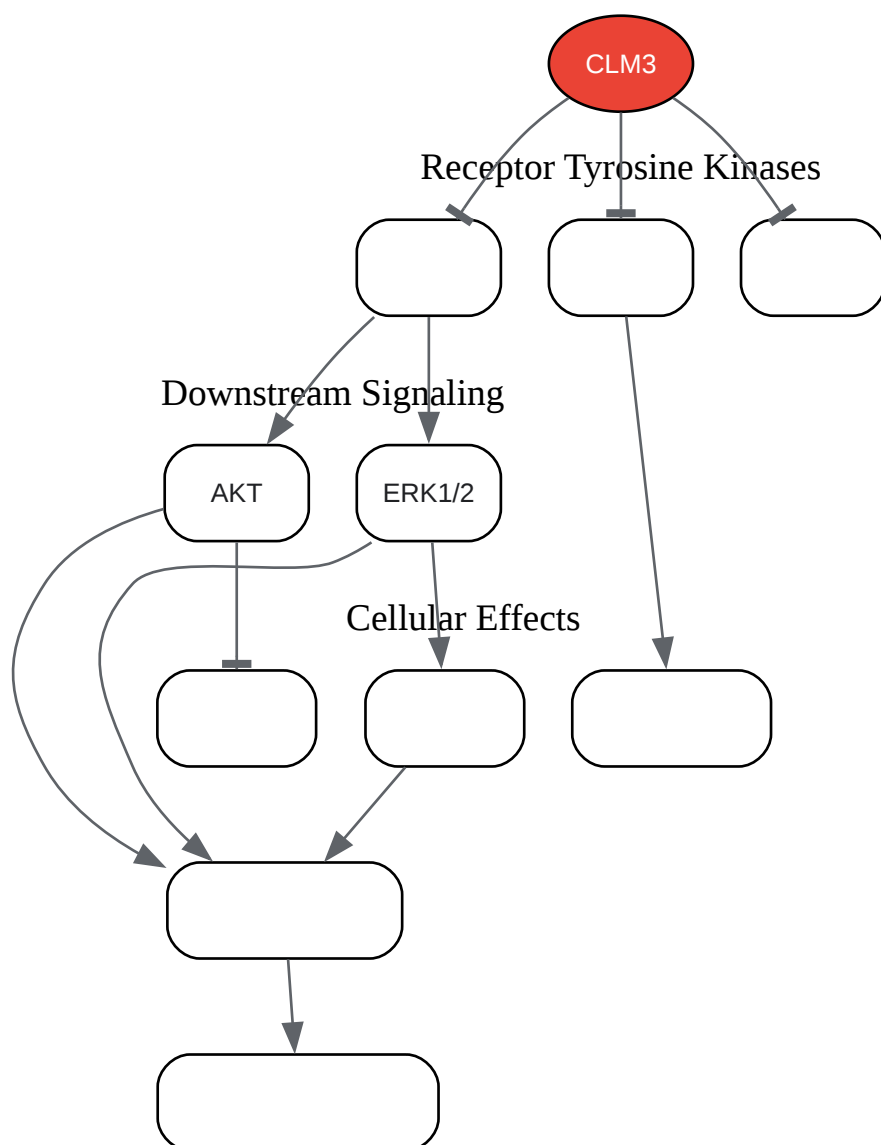 CLM3
Receptor Tyrosine Kinases
Downstream Signaling
AKT
ERK1/2
Cellular Effects